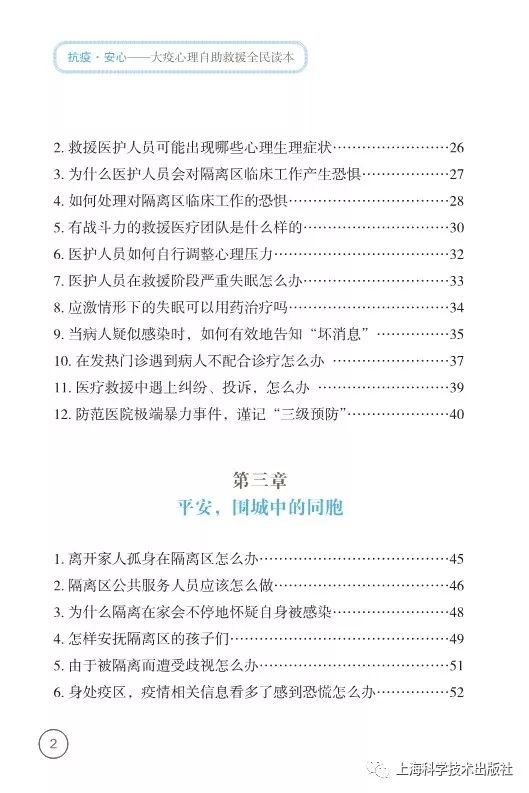 抗疫·安心——大疫心理自助救援全民读本
2. 救援医护人员可能出现哪些心理生理症状……………26
3. 为什么医护人员会对隔离区临床工作产生恐惧…………27
4. 如何处理对隔离区临床工作的恐惧……………………28
5. 有战斗力的救援医疗团队是什么样的…………………30
6. 医护人员如何自行调整心理压力………………………32
7. 医护人员在救援阶段严重失眠怎么办…………………33
8. 应激情形下的失眠可以用药治疗吗……………………34
9. 当病人疑似感染时，如何有效地告知“坏消息”…………35
10. 在发热门诊遇到病人不配合诊疗怎么办………………37
11. 医疗救援中遇上纠纷、投诉，怎么办…………………39
12. 防范医院极端暴力事件，谨记“三级预防”……………40
第三章
平安，围城中的同胞
1. 离开家人孤身在隔离区怎么办…………………………45
2. 隔离区公共服务人员应该怎么做………………………46
3. 为什么隔离在家会不停地怀疑自身被感染……………48
4. 怎样安抚隔离区的孩子们………………………………49
5. 由于被隔离而遭受歧视怎么办…………………………51
6. 身处疫区，疫情相关信息看多了感到恐慌怎么办………52
2
上海科学技术出版社